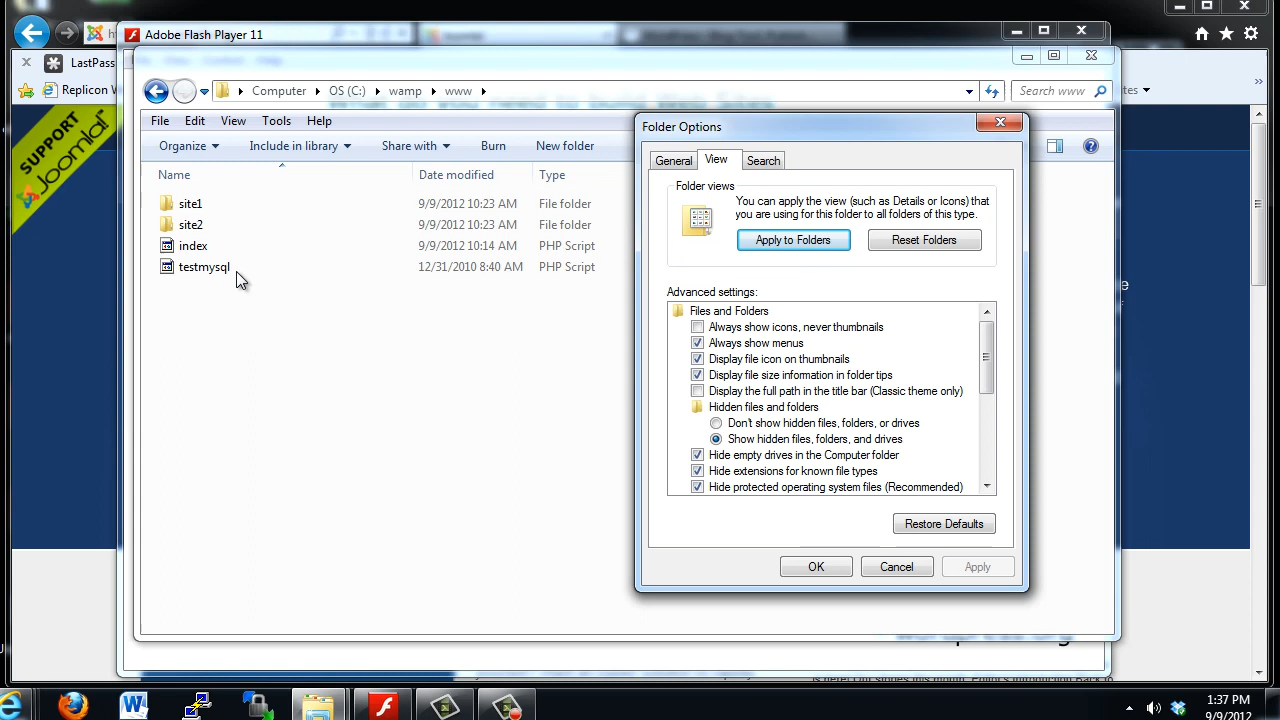 Adobe Flash Player 11
LastPass
Replicon W
SUPPORT
Joomla!
Computer
OS (C:)
wamp
www
Search www
File
Edit
View
Tools
Help
Organize
Include in library
Share with
Burn
New folder
Name
Date modified
Type
site1
9/9/2012 10:23 AM
File folder
site2
9/9/2012 10:23 AM
File folder
index
9/9/2012 10:14 AM
PHP Script
testmysql
12/31/2010 8:40 AM
PHP Script
Folder Options
General
View
Search
Folder views
You can apply the view (such as Details or Icons) that
you are using for this folder to all folders of this type.
Apply to Folders
Reset Folders
Advanced settings:
Files and Folders
Always show icons, never thumbnails
Always show menus
Display file icon on thumbnails
Display file size information in folder tips
Display the full path in the title bar (Classic theme only)
Hidden files and folders
Don't show hidden files, folders, or drives
Show hidden files, folders, and drives
Hide empty drives in the Computer folder
Hide extensions for known file types
Hide protected operating system files (Recommended)
Restore Defaults
OK
Cancel
Apply
1:37 PM
9/9/2012